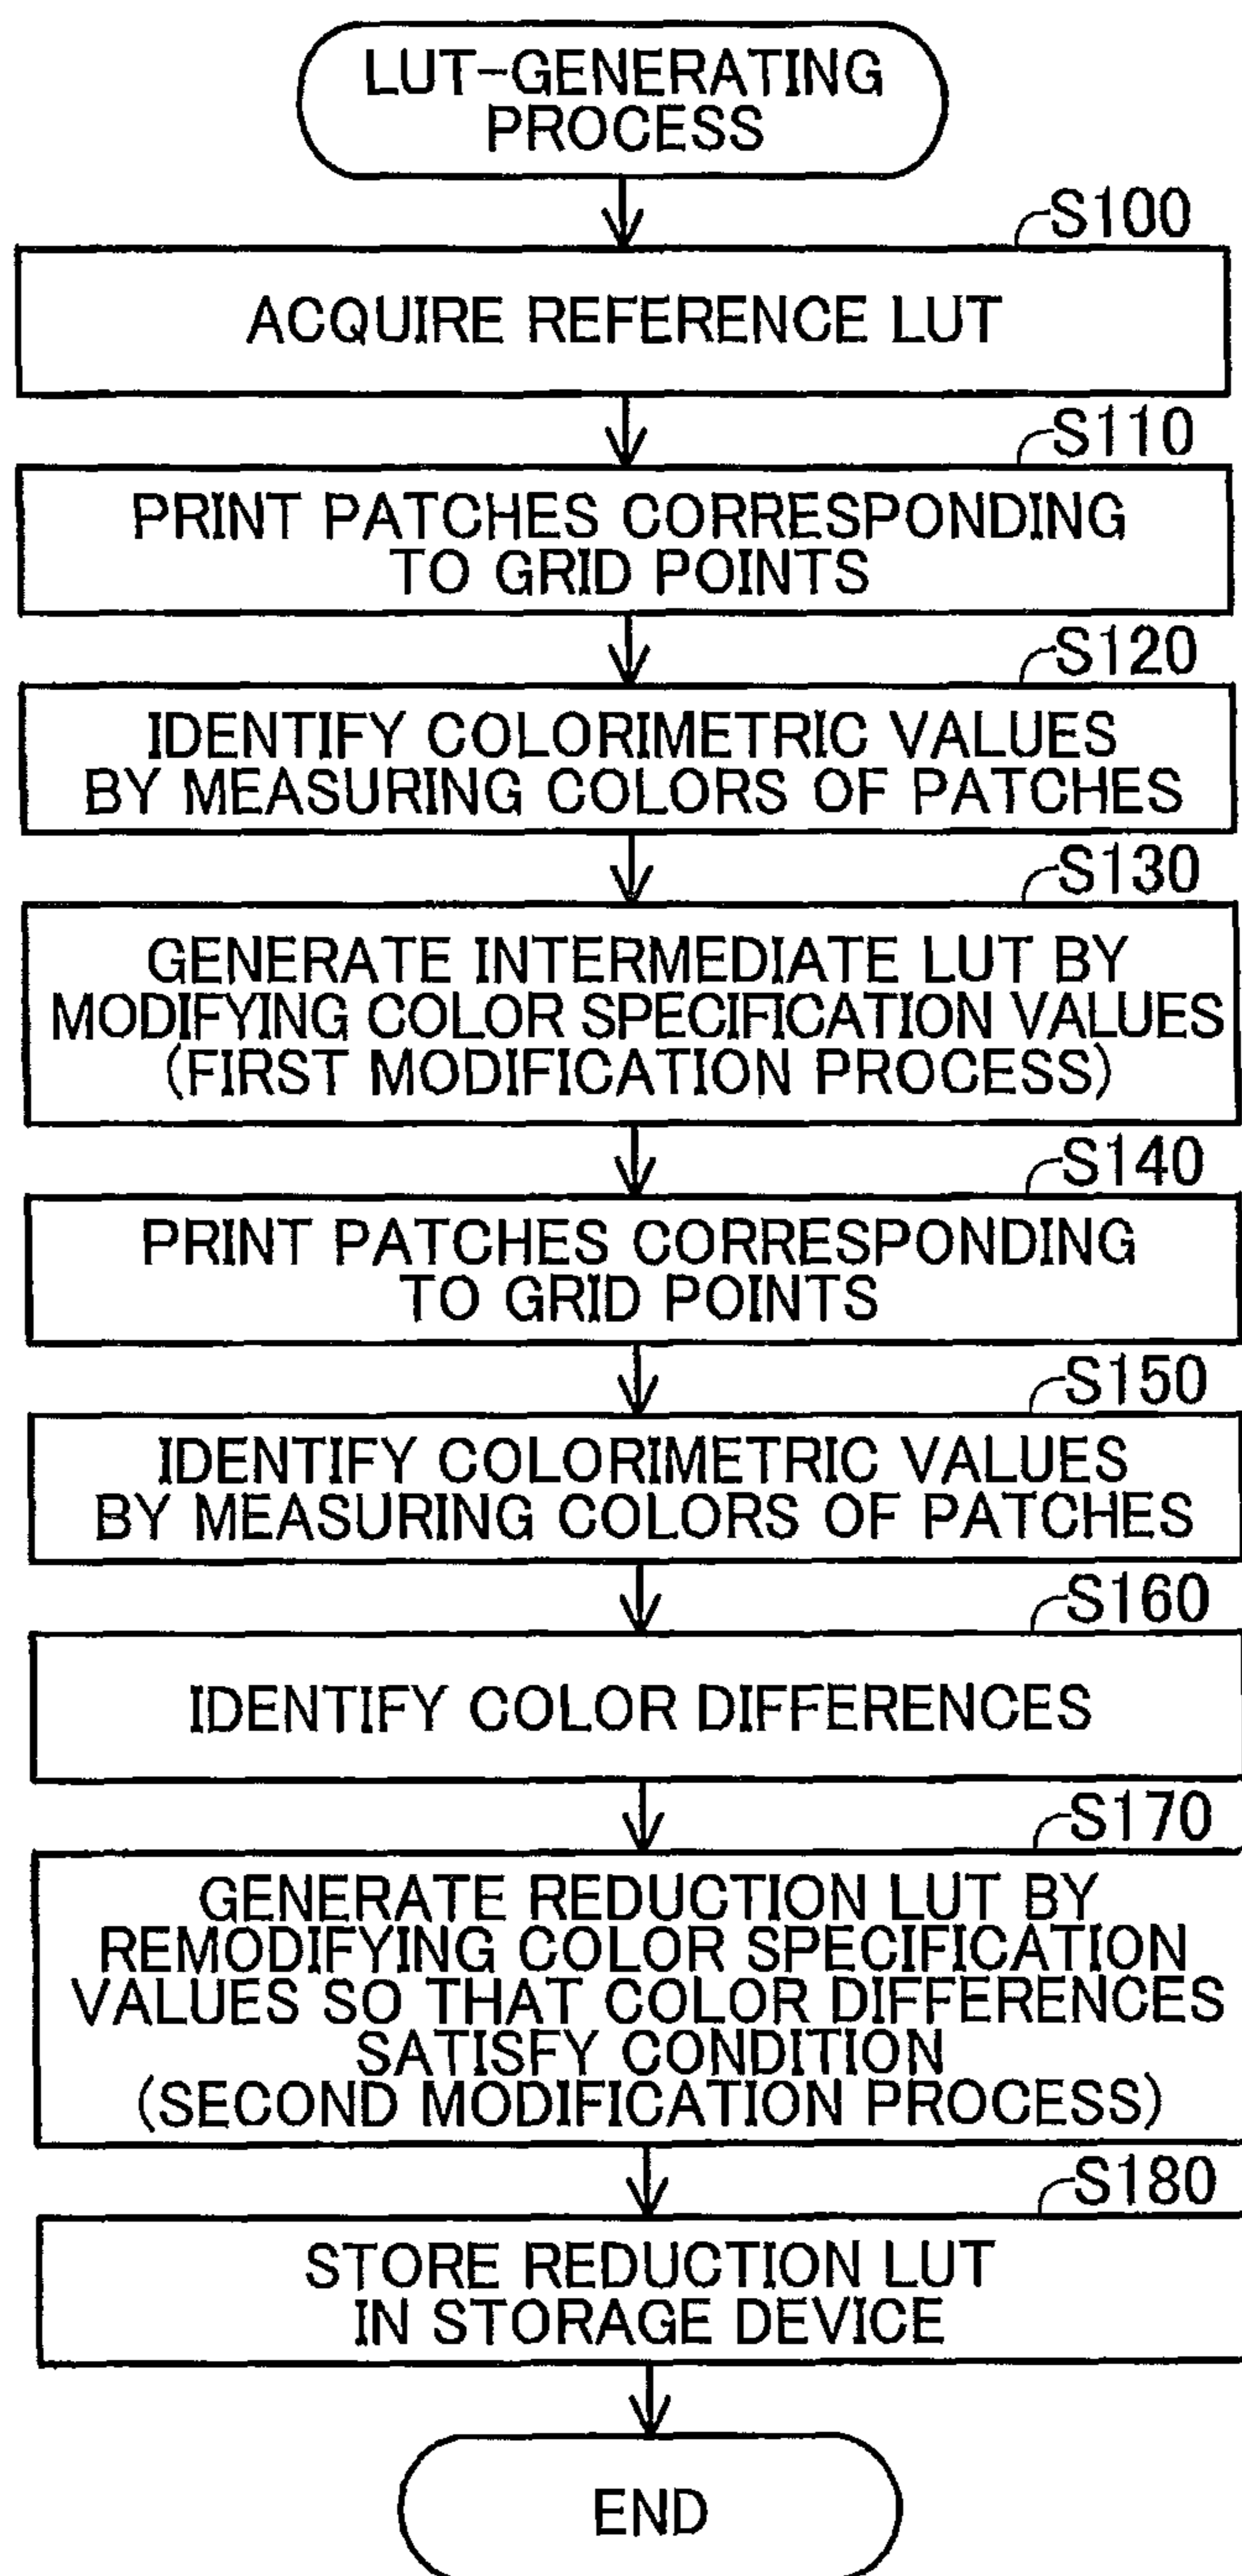 LUT-GENERATING
PROCESS
S100
ACQUIRE REFERENCE LUT
S110
PRINT PATCHES CORRESPONDING
TO GRID POINTS
S120
IDENTIFY COLORIMETRIC VALUES
BY MEASURING COLORS OF PATCHES
S130
GENERATE INTERMEDIATE LUT BY
MODIFYING COLOR SPECIFICATION VALUES
(FIRST MODIFICATION PROCESS)
S140
PRINT PATCHES CORRESPONDING
TO GRID POINTS
S150
IDENTIFY COLORIMETRIC VALUES
BY MEASURING COLORS OF PATCHES
S160
IDENTIFY COLOR DIFFERENCES
S170
GENERATE REDUCTION LUT BY
REMODIFYING COLOR SPECIFICATION
VALUES SO THAT COLOR DIFFERENCES
SATISFY CONDITION
(SECOND MODIFICATION PROCESS)
S180
STORE REDUCTION LUT
IN STORAGE DEVICE
END